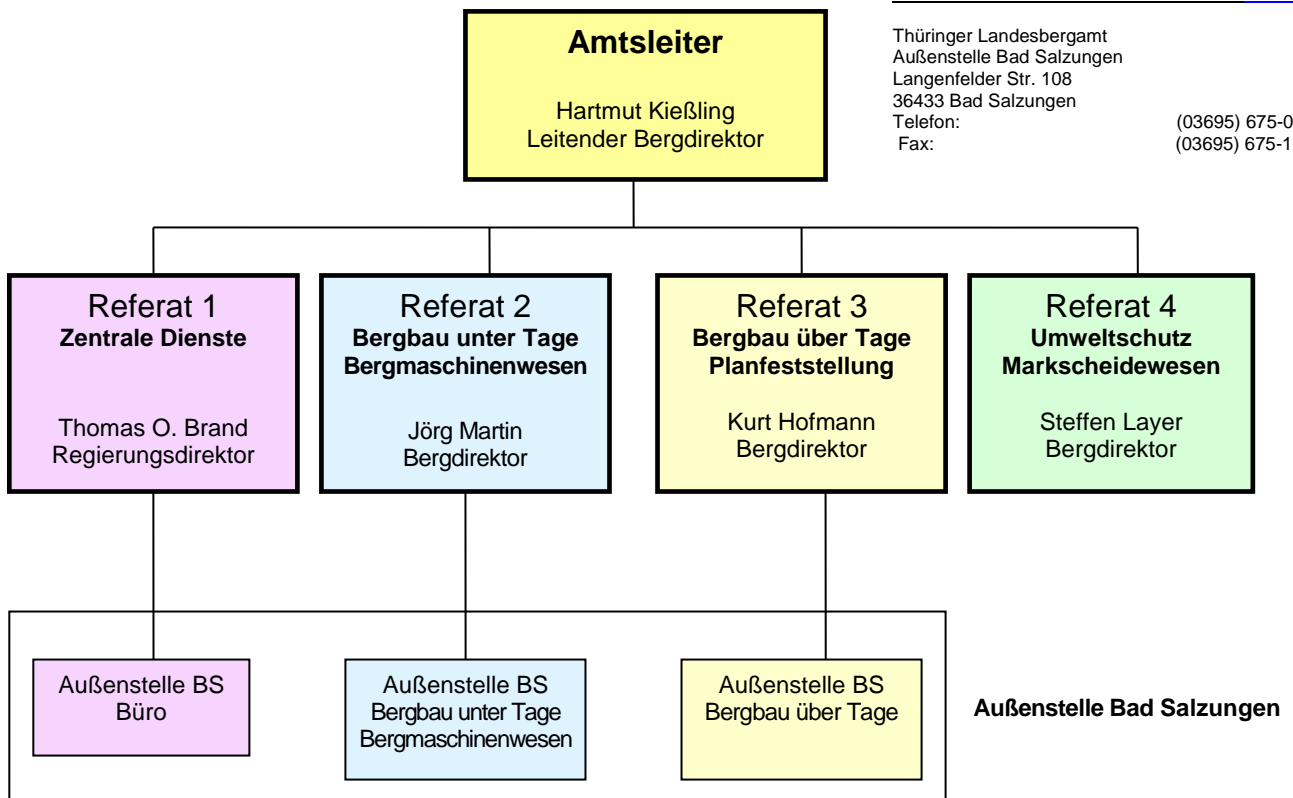 Amtsleiter
Hartmut Kießling
Leitender Bergdirektor
Thüringer Landesbergamt
Außenstelle Bad Salzungen
Langenfelder Str. 108
36433 Bad Salzungen
Telefon: (03695) 675-0
Fax: (03695) 675-1
Referat 1
Zentrale Dienste
Thomas O. Brand
Regierungsdirektor
Referat 2
Bergbau unter Tage
Bergmaschinenwesen
Jörg Martin
Bergdirektor
Referat 3
Bergbau über Tage
Planfeststellung
Kurt Hofmann
Bergdirektor
Referat 4
Umweltschutz
Markscheidewesen
Steffen Layer
Bergdirektor
Außenstelle BS
Büro
Außenstelle BS
Bergbau unter Tage
Bergmaschinenwesen
Außenstelle BS
Bergbau über Tage
Außenstelle Bad Salzungen